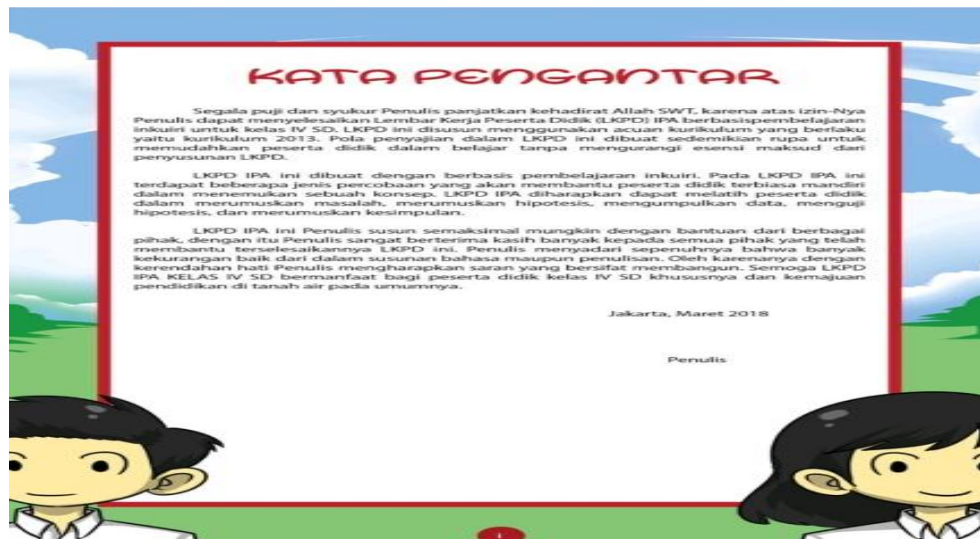 KATA PENGANTAR
Segala puji dan syukur Penulis panjatkan kehadirat Allah SWT, karena atas izin-Nya
Penulis dapat menyelesaikan Lembar Kerja Peserta Didik (LKPD) IPA berbasispembelajaran
inkuiri untuk kelas IV SD. LKPD ini disusun menggunakan acuan kurikulum yang berlaku
yaitu kurikulum 2013. Pola penyajian dalam LKPD ini dibuat sedemikian rupa untuk
memudahkan peserta didik dalam belajar tanpa mengurangi esensi maksud dari
penyusunan LKPD.
LKPD IPA ini dibuat dengan berbasis pembelajaran inkuiri. Pada LKPD IPA ini
terdapat beberapa jenis percobaan yang akan membantu peserta didik terbiasa mandiri
dalam menemukan sebuah konsep. LKPD IPA diharapkan dapat melatih peserta didik
dalam merumuskan masalah, merumuskan hipotesis, mengumpulkan data, menguji
hipotesis, dan merumuskan kesimpulan.
LKPD IPA ini Penulis susun semaksimal mungkin dengan bantuan dari berbagai
pihak, dengan itu Penulis sangat berterima kasih banyak kepada semua pihak yang telah
membantu terselesaikannya LKPD ini. Penulis menyadari sepenuhnya bahwa banyak
kekurangan baik dari dalam susunan bahasa maupun penulisan. Oleh karenanya dengan
kerendahan hati Penulis mengharapkan saran yang bersifat membangun. Semoga LKPD
IPA KELAS IV SD bermanfaat bagi peserta didik kelas IV SD khususnya dan kemajuan
pendidikan di tanah air pada umumnya.
Jakarta, Maret 2018
Penulis